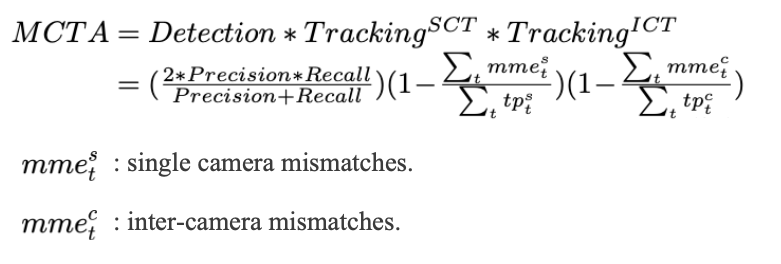 MCTA = Detection * Tracking^{SCT} * Tracking^{ICT}
= (\frac{2*Precision*Recall}{Precision+Recall})(1-\frac{\sum_t mme_t^s}{\sum_t tp_t^s})(1-\frac{\sum_t mme_t^c}{\sum_t tp_t^c})
mme_t^s : single camera mismatches.
mme_t^c : inter-camera mismatches.